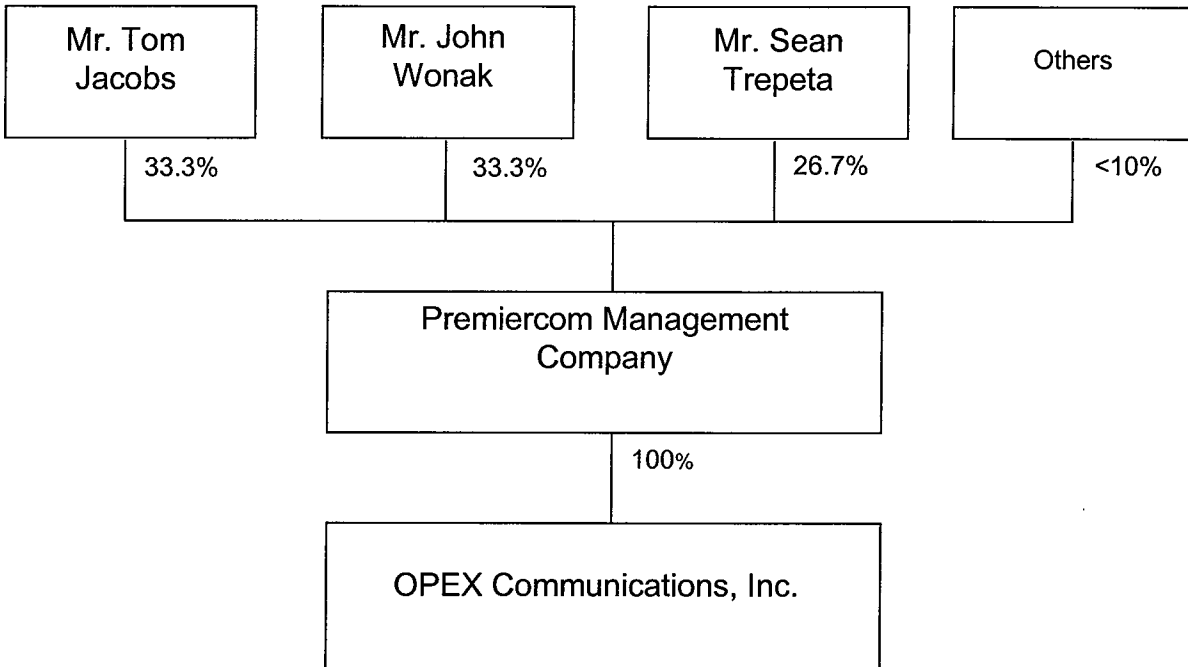 Mr. Tom
Jacobs
Mr. John
Wonak
Mr. Sean
Trepeta
Others
33.3%
33.3%
26.7%
<10%
Premiercom Management
Company
100%
OPEX Communications, Inc.